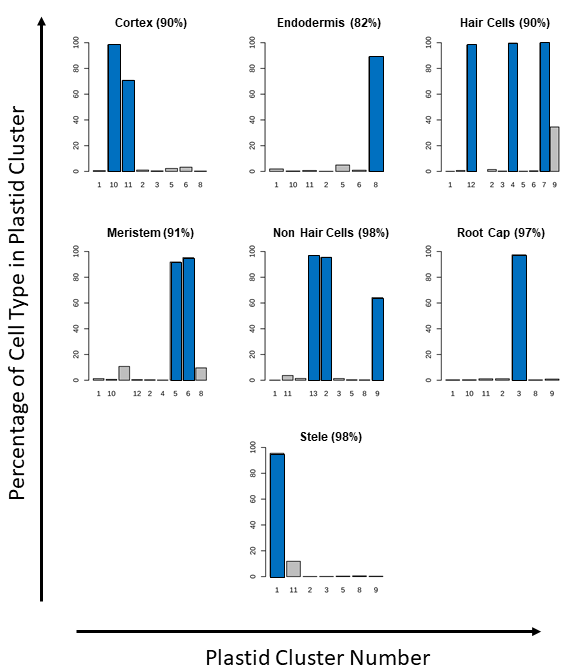 Cortex (90%)
Endodermis (82%)
Hair Cells (90%)
100
80
60
40
20
0
1 10 11 2 3 5 6 8
100
80
60
40
20
0
1 10 11 2 5 6 8
100
80
60
40
20
0
1 12 2 3 4 5 6 7 9
Meristem (91%)
Non Hair Cells (98%)
Root Cap (97%)
100
80
60
40
20
0
1 10 12 2 4 5 6 8
100
80
60
40
20
0
1 11 13 2 3 5 8 9
100
80
60
40
20
0
1 10 11 2 3 8 9
Stele (98%)
100
80
60
40
20
0
1 11 2 3 5 8 9
Percentage of Cell Type in Plastid Cluster
Plastid Cluster Number